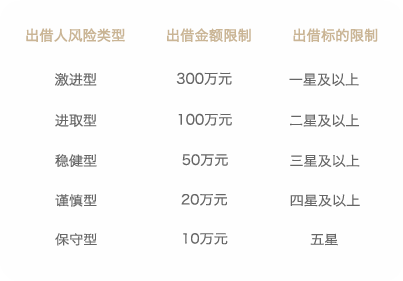 出借人风险类型 出借金额限制 出借标的限制
激进型 300万元 一星及以上
进取型 100万元 二星及以上
稳健型 50万元 三星及以上
谨慎型 20万元 四星及以上
保守型 10万元 五星